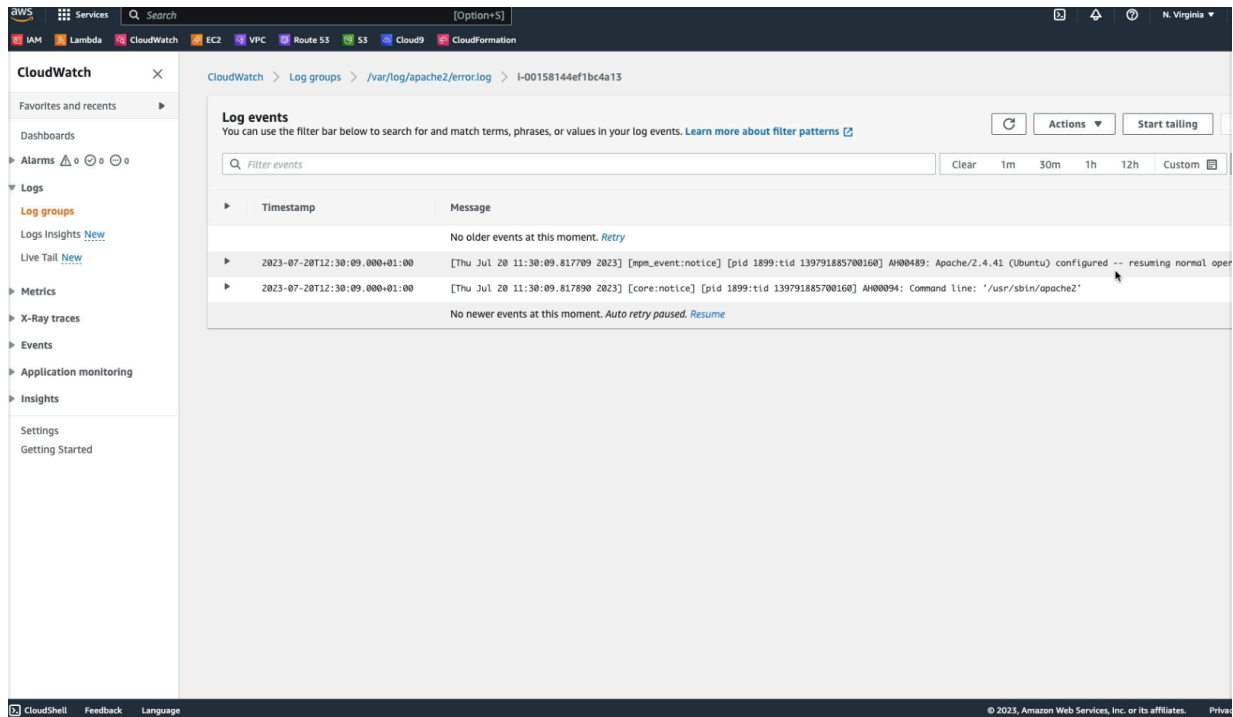 aws Services Search [Option+S] N. Virginia
IAM Lambda CloudWatch EC2 VPC Route 53 S3 Cloud9 CloudFormation
CloudWatch
Favorites and recents
Dashboards
Alarms 0 0 0
Logs
Log groups
Logs Insights New
Live Tail New
Metrics
X-Ray traces
Events
Application monitoring
Insights
Settings
Getting Started
CloudWatch > Log groups > /var/log/apache2/error.log > i-00158144ef1bc4a13
Log events
You can use the filter bar below to search for and match terms, phrases, or values in your log events. Learn more about filter patterns
Actions Start tailing
Filter events Clear 1m 30m 1h 12h Custom
Timestamp Message
No older events at this moment. Retry
2023-07-20T12:30:09.000+01:00 [Thu Jul 20 11:30:09.817709 2023] [mpm_event:notice] [pid 1899:tid 139791885700160] AH00489: Apache/2.4.41 (Ubuntu) configured -- resuming normal oper
2023-07-20T12:30:09.000+01:00 [Thu Jul 20 11:30:09.817890 2023] [core:notice] [pid 1899:tid 139791885700160] AH00094: Command line: '/usr/sbin/apache2'
No newer events at this moment. Auto retry paused. Resume
CloudShell Feedback Language © 2023, Amazon Web Services, Inc. or its affiliates. Privac